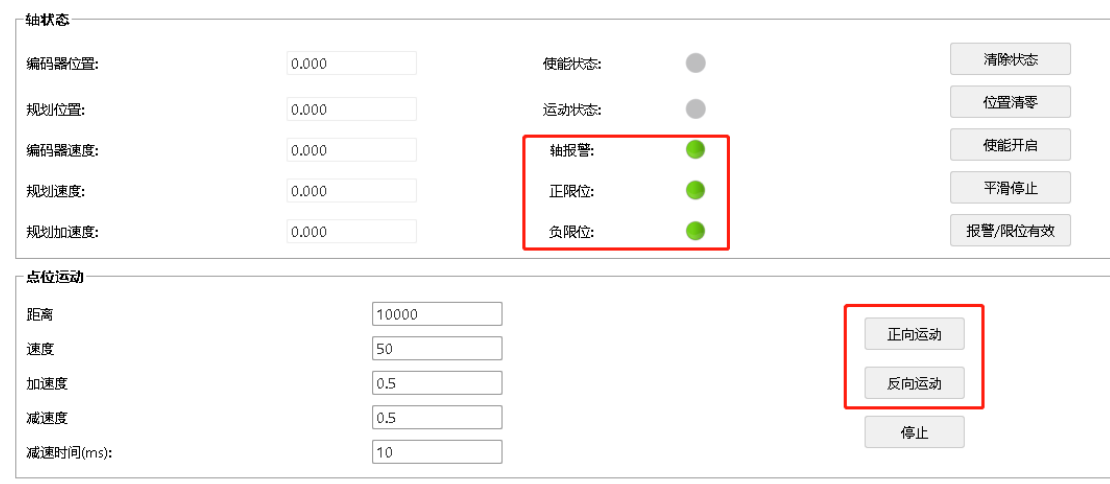 轴状态
编码器位置: 0.000 使能状态: 清除状态
规划位置: 0.000 运动状态: 位置清零
编码器速度: 0.000 轴报警: 使能开启
规划速度: 0.000 正限位: 平滑停止
规划加速度: 0.000 负限位: 报警/限位有效
点位运动
距离 10000 正向运动
速度 50
加速度 0.5 反向运动
减速度 0.5 停止
减速时间(ms): 10